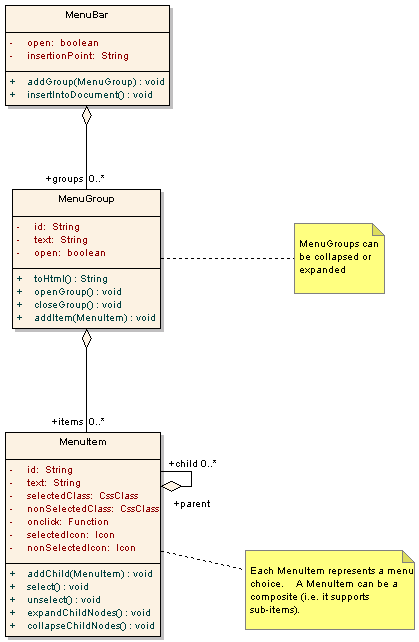 MenuBar
- open: boolean
- insertionPoint: String
+ addGroup(MenuGroup) : void
+ insertIntoDocument() : void
+groups 0..*
MenuGroup
- id: String
- text: String
- open: boolean
+ toHtml() : String
+ openGroup() : void
+ closeGroup() : void
+ addItem(MenuItem) : void
MenuGroups can
be collapsed or
expanded
+items 0..*
MenuItem
- id: String
- text: String
- selectedClass: CssClass
- nonSelectedClass: CssClass
- onclick: Function
- selectedIcon: Icon
- nonSelectedIcon: Icon
+ addChild(MenuItem) : void
+ select() : void
+ unselect() : void
+ expandChildNodes() : void
+ collapseChildNodes() : void
+child 0..*
+parent
Each MenuItem represents a menu
choice. A MenuItem can be a
composite (i.e. it supports
sub-items).